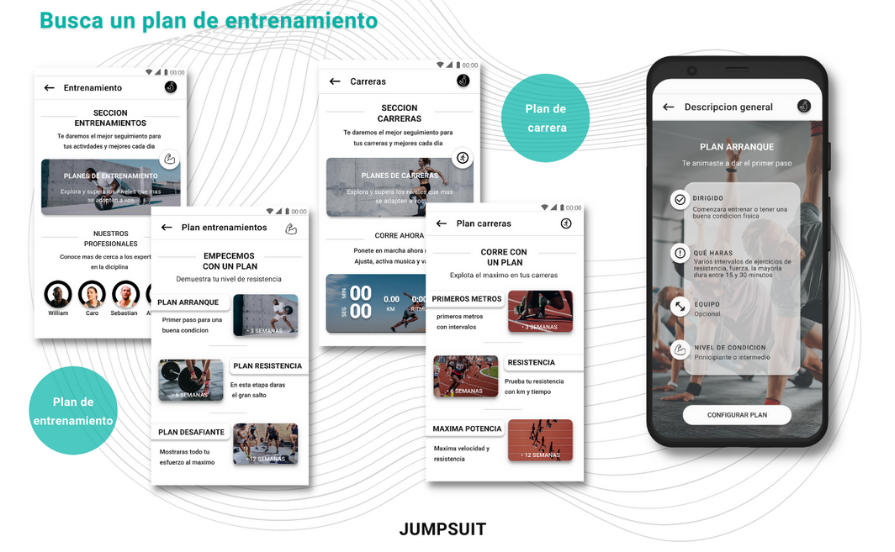 Busca un plan de entrenamiento
00:00
Entrenamiento
SECCION
ENTRENAMIENTOS
Te daremos el mejor seguimiento para
tus actividades y mejores cada dia
PLANES DE ENTRENAMIENTO
Explora y supera los niveles que mas
se adapten a vos
NUESTROS
PROFESIONALES
Conoce mas de cerca a los expert
en la diciplina
William
Caro
Sebastian
A
00:00
Plan entrenamientos
EMPECEMOS
CON UN PLAN
Demuestra tu nivel de resistencia
PLAN ARRANQUE
Primer paso para una
buena condicion
3 SEMANAS
PLAN RESISTENCIA
En esta etapa daras
el gran salto
6 SEMANAS
PLAN DESAFIANTE
Mostraras todo tu
esfuerzo al maximo
12 SEMANAS
Plan de
entrenamiento
00:00
Carreras
SECCION
CARRERAS
Te daremos el mejor seguimiento para
tus carreras y mejores cada dia
PLANES DE CARRERAS
Explora y supera los niveles que mas
se adapten a vos
CORRE AHORA
Ponete en marcha ahora
Ajusta, activa musica y va
MIN
00
SEG
00
0.00
KM
0:00
RITM
Plan de
carrera
00:00
Plan carreras
CORRE CON
UN PLAN
Explota el maximo en tus carreras
PRIMEROS METROS
primeros metros
con intervalos
3 SEMANAS
RESISTENCIA
Prueba tu resistencia
con km y tiempo
6 SEMANAS
MAXIMA POTENCIA
Maxima velocidad y
resistencia
12 SEMANAS
Descripcion general
PLAN ARRANQUE
Te animaste a dar el primer paso
DIRIGIDO
Comenzara entrenar o tener una
buena condicion fisica
QUÉ HARAS
Varios intervalos de ejercicios de
resistencia, fuerza, la mayoria
dura entre 15 y 30 minutos
EQUIPO
Opcional
NIVEL DE CONDICION
Principiante o intermedio
CONFIGURAR PLAN
JUMPSUIT